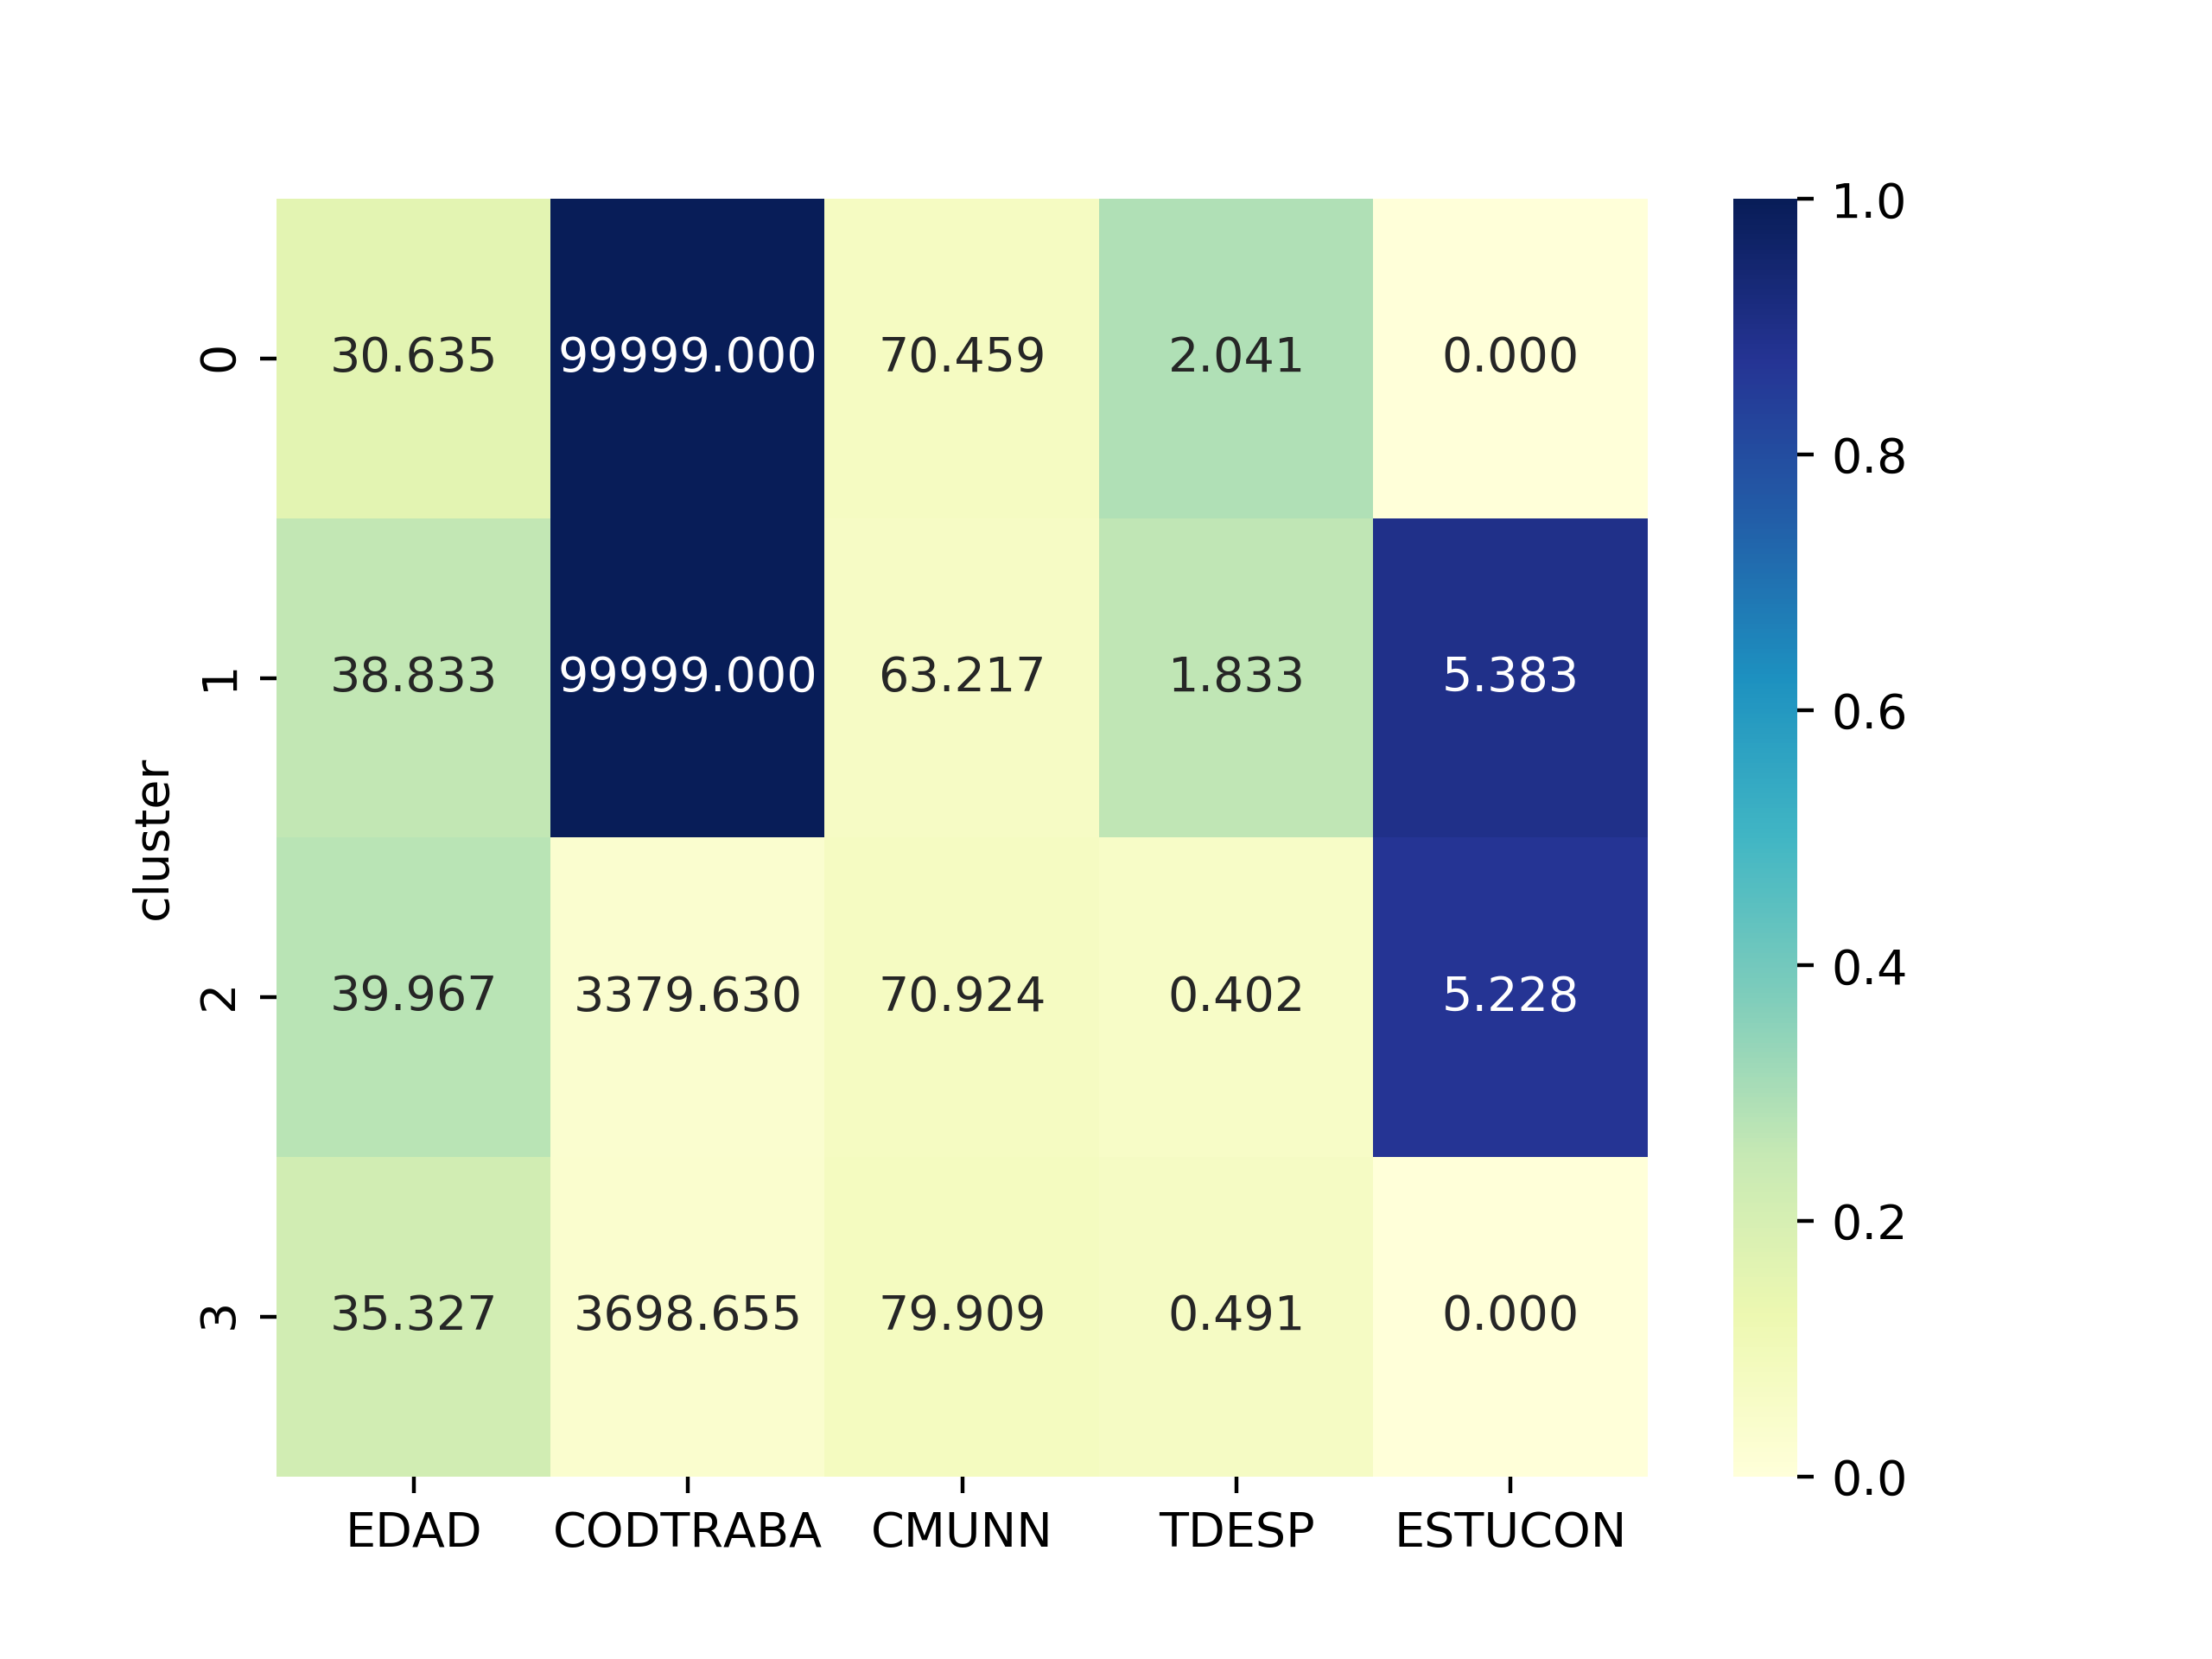 1.0
0 30.635 99999.000 70.459 2.041 0.000
0.8
1 38.833 99999.000 63.217 1.833 5.383
0.6
cluster
0.4
2 39.967 3379.630 70.924 0.402 5.228
0.2
3 35.327 3698.655 79.909 0.491 0.000
0.0
EDAD CODTRABA CMUNN TDESP ESTUCON